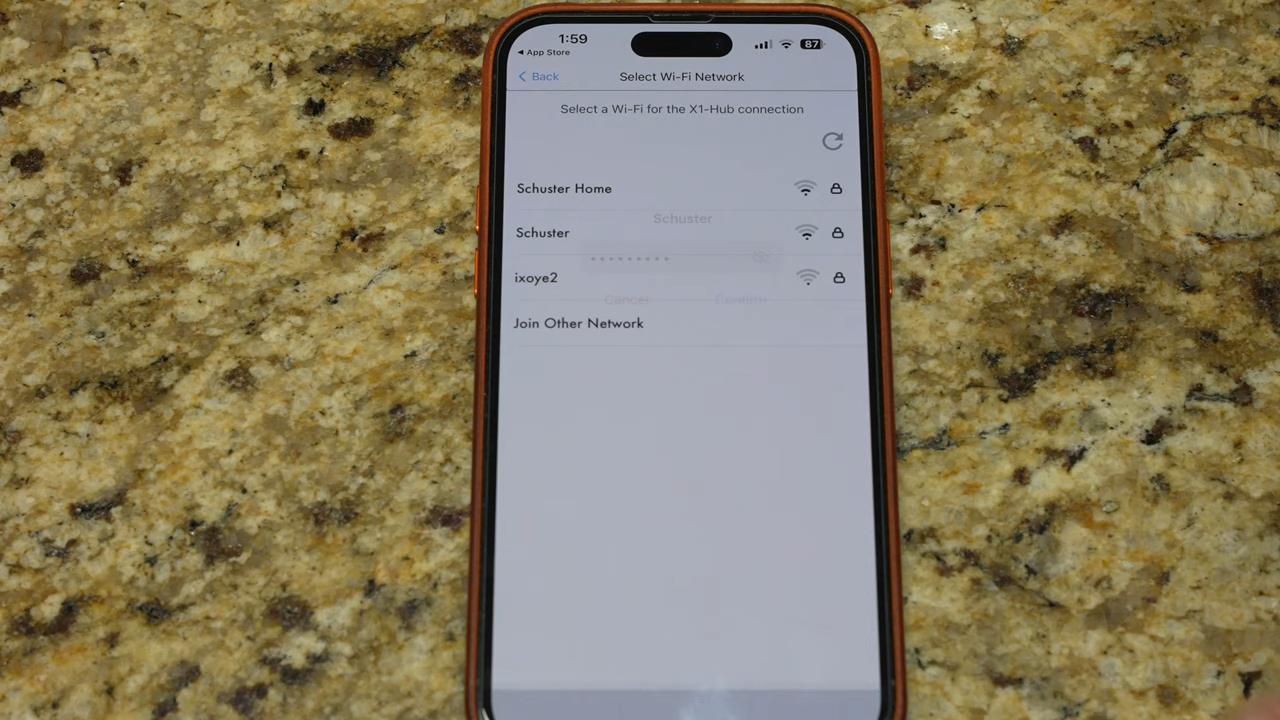 1:59
87
◀ App Store
Back
Select Wi-Fi Network
Select a Wi-Fi for the X1-Hub connection
Schuster Home
Schuster
Schuster
ixoye2
Cancel
Confirm
Join Other Network